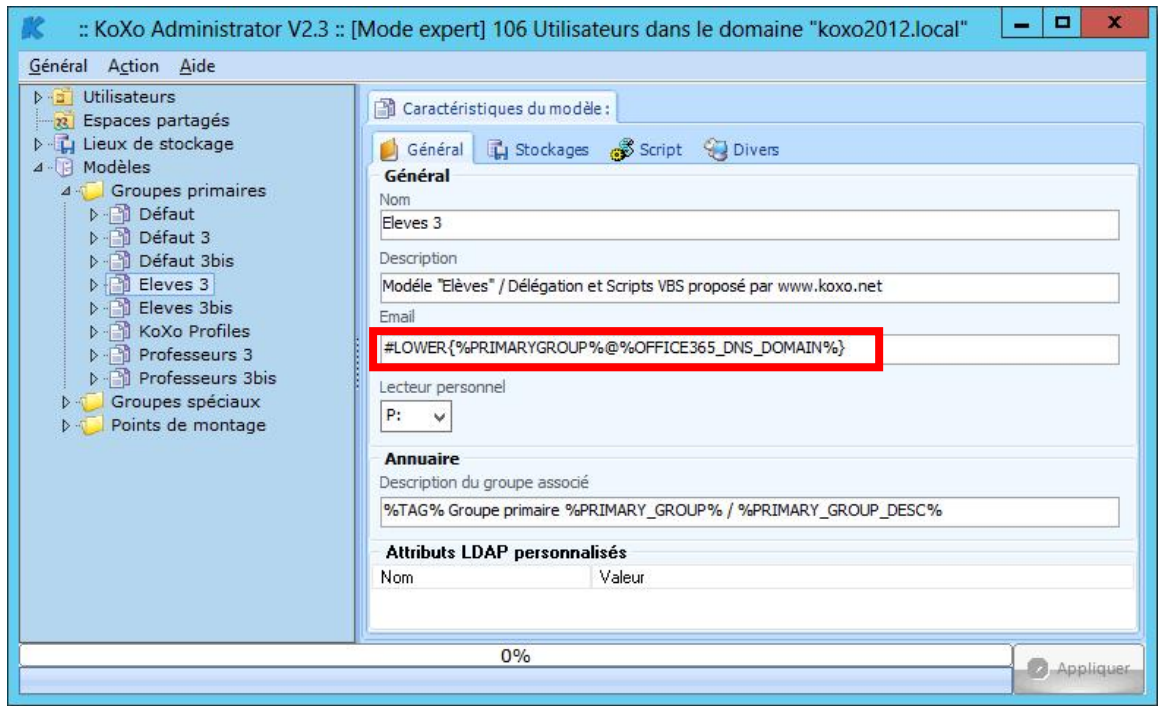 :: KoXo Administrator V2.3 :: [Mode expert] 106 Utilisateurs dans le domaine "koxo2012.local"
Général Action Aide
Utilisateurs
Espaces partagés
Lieux de stockage
Modèles
Groupes primaires
Défaut
Défaut 3
Défaut 3bis
Eleves 3
Eleves 3bis
KoXo Profiles
Professeurs 3
Professeurs 3bis
Groupes spéciaux
Points de montage
Caractéristiques du modèle :
Général Stockages Script Divers
Général
Nom
Eleves 3
Description
Modéle "Elèves" / Délégation et Scripts VBS proposé par www.koxo.net
Email
#LOWER{%PRIMARYGROUP%@%OFFICE365_DNS_DOMAIN%}
Lecteur personnel
P:
Annuaire
Description du groupe associé
%TAG% Groupe primaire %PRIMARY_GROUP% / %PRIMARY_GROUP_DESC%
Attributs LDAP personnalisés
Nom Valeur
0%
Appliquer